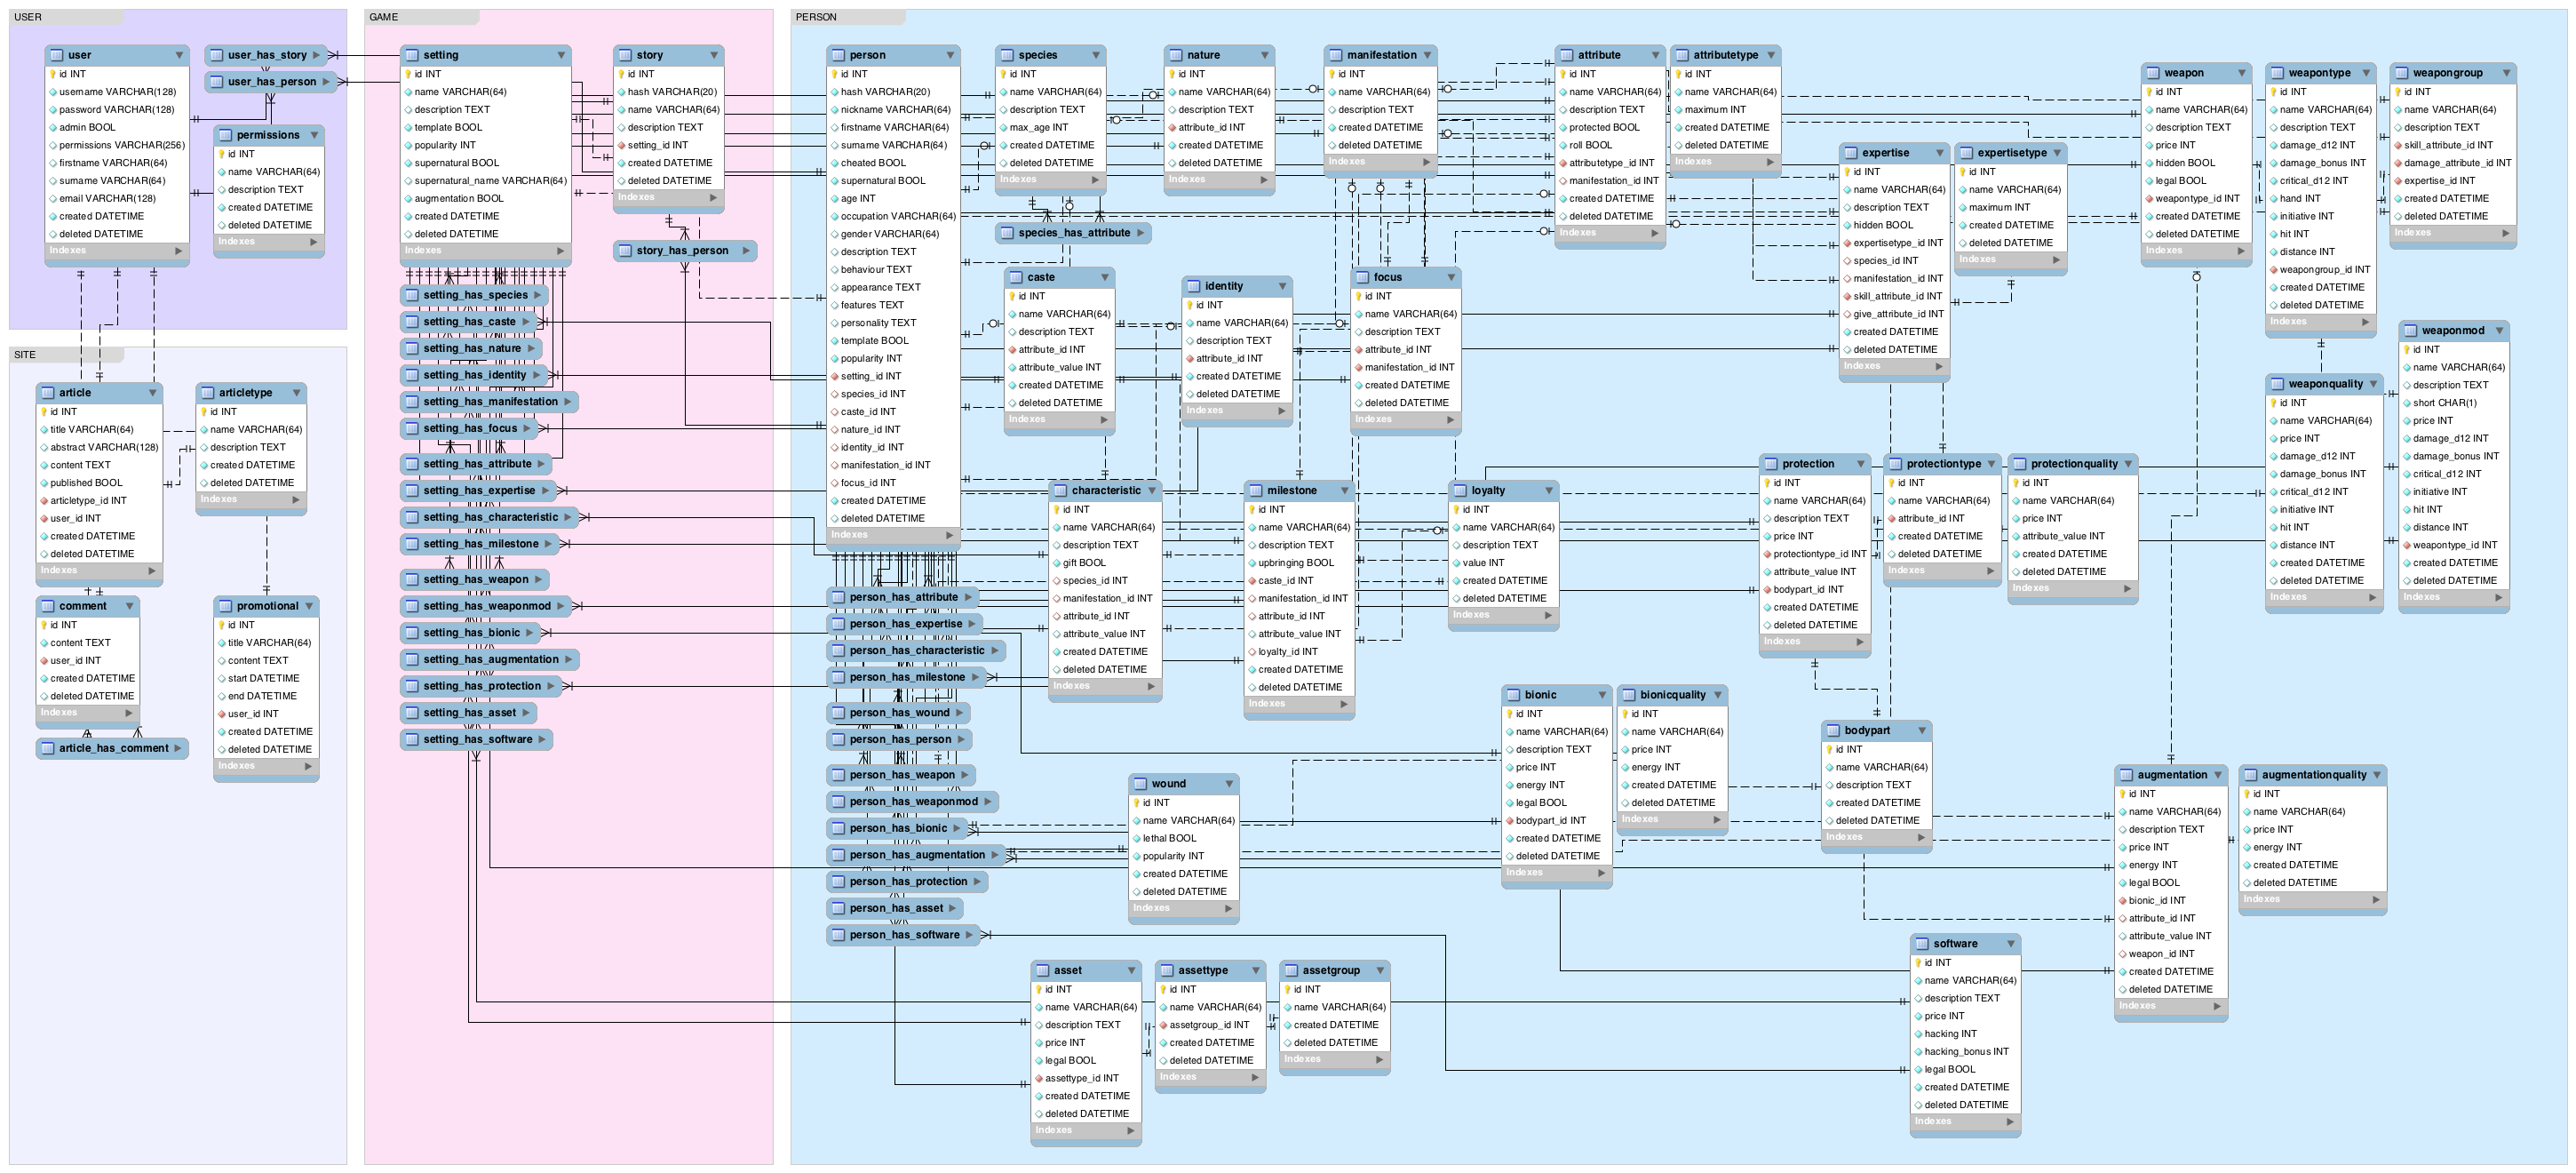 USER
user
id INT
username VARCHAR(128)
password VARCHAR(128)
admin BOOL
permissions VARCHAR(256)
firstname VARCHAR(64)
surname VARCHAR(64)
email VARCHAR(128)
created DATETIME
deleted DATETIME
Indexes
user_has_story
user_has_person
permissions
id INT
name VARCHAR(64)
description TEXT
created DATETIME
deleted DATETIME
Indexes
SITE
article
id INT
title VARCHAR(64)
abstract VARCHAR(128)
content TEXT
published BOOL
articletype_id INT
user_id INT
created DATETIME
deleted DATETIME
Indexes
articletype
id INT
name VARCHAR(64)
description TEXT
created DATETIME
deleted DATETIME
Indexes
comment
id INT
content TEXT
user_id INT
created DATETIME
deleted DATETIME
Indexes
article_has_comment
promotional
id INT
title VARCHAR(64)
content TEXT
start DATETIME
end DATETIME
user_id INT
created DATETIME
deleted DATETIME
Indexes
GAME
setting
id INT
name VARCHAR(64)
description TEXT
template BOOL
popularity INT
supernatural BOOL
supernatural_name VARCHAR(64)
augmentation BOOL
created DATETIME
deleted DATETIME
Indexes
story
id INT
hash VARCHAR(20)
name VARCHAR(64)
description TEXT
setting_id INT
created DATETIME
deleted DATETIME
Indexes
story_has_person
setting_has_species
setting_has_caste
setting_has_nature
setting_has_identity
setting_has_manifestation
setting_has_focus
setting_has_attribute
setting_has_expertise
setting_has_characteristic
setting_has_milestone
setting_has_weapon
setting_has_weaponmod
setting_has_bionic
setting_has_augmentation
setting_has_protection
setting_has_asset
setting_has_software
PERSON
person
id INT
hash VARCHAR(20)
nickname VARCHAR(64)
firstname VARCHAR(64)
surname VARCHAR(64)
cheated BOOL
supernatural BOOL
age INT
occupation VARCHAR(64)
gender VARCHAR(64)
description TEXT
behaviour TEXT
appearance TEXT
features TEXT
personality TEXT
template BOOL
popularity INT
setting_id INT
species_id INT
caste_id INT
nature_id INT
identity_id INT
manifestation_id INT
focus_id INT
created DATETIME
deleted DATETIME
Indexes
person_has_attribute
person_has_expertise
person_has_characteristic
person_has_milestone
person_has_wound
person_has_person
person_has_weapon
person_has_weaponmod
person_has_bionic
person_has_augmentation
person_has_protection
person_has_asset
person_has_software
species
id INT
name VARCHAR(64)
description TEXT
max_age INT
created DATETIME
deleted DATETIME
Indexes
species_has_attribute
nature
id INT
name VARCHAR(64)
description TEXT
attribute_id INT
created DATETIME
deleted DATETIME
Indexes
manifestation
id INT
name VARCHAR(64)
description TEXT
created DATETIME
deleted DATETIME
Indexes
attribute
id INT
name VARCHAR(64)
description TEXT
protected BOOL
roll BOOL
attributetype_id INT
manifestation_id INT
created DATETIME
deleted DATETIME
Indexes
attributetype
id INT
name VARCHAR(64)
maximum INT
created DATETIME
deleted DATETIME
Indexes
expertise
id INT
name VARCHAR(64)
description TEXT
hidden BOOL
expertisetype_id INT
species_id INT
manifestation_id INT
skill_attribute_id INT
give_attribute_id INT
created DATETIME
deleted DATETIME
Indexes
expertisetype
id INT
name VARCHAR(64)
maximum INT
created DATETIME
deleted DATETIME
Indexes
weapon
id INT
name VARCHAR(64)
description TEXT
price INT
hidden BOOL
legal BOOL
weapontype_id INT
created DATETIME
deleted DATETIME
Indexes
weapontype
id INT
name VARCHAR(64)
description TEXT
damage_d12 INT
damage_bonus INT
critical_d12 INT
hand INT
initiative INT
hit INT
distance INT
weapongroup_id INT
created DATETIME
deleted DATETIME
Indexes
weapongroup
id INT
name VARCHAR(64)
description TEXT
skill_attribute_id INT
damage_attribute_id INT
expertise_id INT
created DATETIME
deleted DATETIME
Indexes
caste
id INT
name VARCHAR(64)
description TEXT
attribute_id INT
attribute_value INT
created DATETIME
deleted DATETIME
Indexes
identity
id INT
name VARCHAR(64)
description TEXT
attribute_id INT
created DATETIME
deleted DATETIME
Indexes
focus
id INT
name VARCHAR(64)
description TEXT
attribute_id INT
manifestation_id INT
created DATETIME
deleted DATETIME
Indexes
weaponquality
id INT
name VARCHAR(64)
price INT
damage_d12 INT
damage_bonus INT
critical_d12 INT
initiative INT
hit INT
distance INT
created DATETIME
deleted DATETIME
Indexes
weaponmod
id INT
name VARCHAR(64)
description TEXT
short CHAR(1)
price INT
damage_d12 INT
damage_bonus INT
critical_d12 INT
initiative INT
hit INT
distance INT
weapontype_id INT
created DATETIME
deleted DATETIME
Indexes
characteristic
id INT
name VARCHAR(64)
description TEXT
gift BOOL
species_id INT
manifestation_id INT
attribute_id INT
attribute_value INT
created DATETIME
deleted DATETIME
Indexes
milestone
id INT
name VARCHAR(64)
description TEXT
upbringing BOOL
caste_id INT
manifestation_id INT
attribute_id INT
attribute_value INT
loyalty_id INT
created DATETIME
deleted DATETIME
Indexes
loyalty
id INT
name VARCHAR(64)
description TEXT
value INT
created DATETIME
deleted DATETIME
Indexes
protection
id INT
name VARCHAR(64)
description TEXT
price INT
protectiontype_id INT
attribute_value INT
bodypart_id INT
created DATETIME
deleted DATETIME
Indexes
protectiontype
id INT
name VARCHAR(64)
attribute_id INT
created DATETIME
deleted DATETIME
Indexes
protectionquality
id INT
name VARCHAR(64)
price INT
attribute_value INT
created DATETIME
deleted DATETIME
Indexes
bionic
id INT
name VARCHAR(64)
description TEXT
price INT
energy INT
legal BOOL
bodypart_id INT
created DATETIME
deleted DATETIME
Indexes
bionicquality
id INT
name VARCHAR(64)
price INT
energy INT
created DATETIME
deleted DATETIME
Indexes
bodypart
id INT
name VARCHAR(64)
description TEXT
created DATETIME
deleted DATETIME
Indexes
wound
id INT
name VARCHAR(64)
lethal BOOL
popularity INT
created DATETIME
deleted DATETIME
Indexes
augmentation
id INT
name VARCHAR(64)
description TEXT
price INT
energy INT
legal BOOL
bionic_id INT
attribute_id INT
attribute_value INT
weapon_id INT
created DATETIME
deleted DATETIME
Indexes
augmentationquality
id INT
name VARCHAR(64)
price INT
energy INT
created DATETIME
deleted DATETIME
Indexes
software
id INT
name VARCHAR(64)
description TEXT
price INT
hacking INT
hacking_bonus INT
legal BOOL
created DATETIME
deleted DATETIME
Indexes
asset
id INT
name VARCHAR(64)
description TEXT
price INT
legal BOOL
assettype_id INT
created DATETIME
deleted DATETIME
Indexes
assettype
id INT
name VARCHAR(64)
assetgroup_id INT
created DATETIME
deleted DATETIME
Indexes
assetgroup
id INT
name VARCHAR(64)
created DATETIME
deleted DATETIME
Indexes